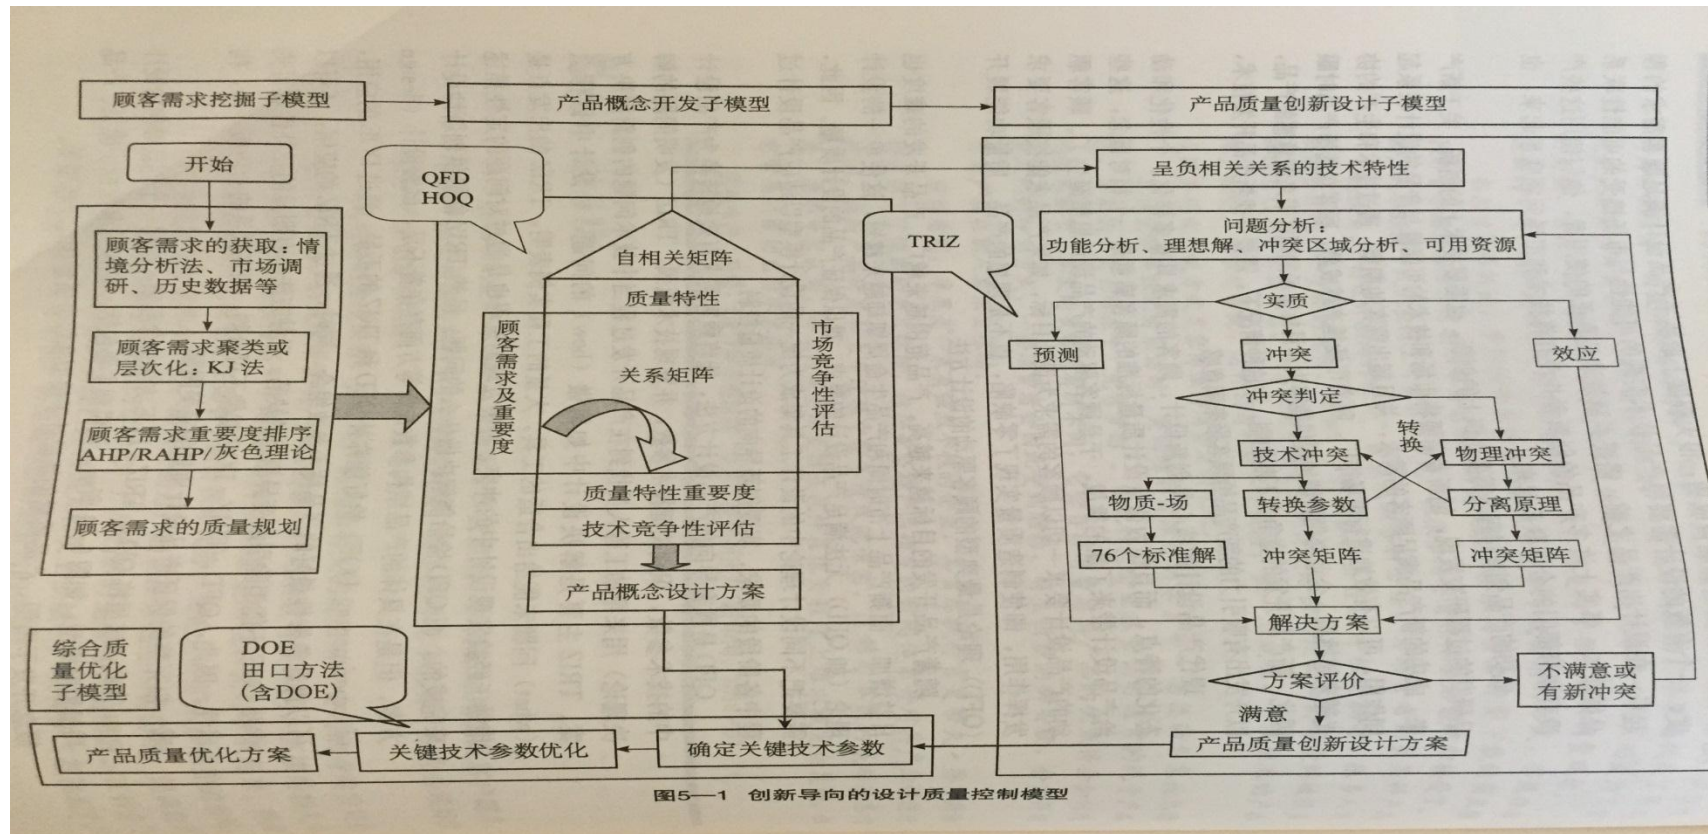 顾客需求挖掘子模型
产品概念开发子模型
产品质量创新设计子模型
开始
顾客需求的获取：情
境分析法、市场调
研、历史数据等
顾客需求聚类或
层次化：KJ法
顾客需求重要度排序
AHP/RAHP/灰色理论
顾客需求的质量规划
QFD
HOQ
自相关矩阵
质量特性
顾客需求及重要度
关系矩阵
市场竞争性评估
质量特性重要度
技术竞争性评估
产品概念设计方案
TRIZ
呈负相关关系的技术特性
问题分析：
功能分析、理想解、冲突区域分析、可用资源
实质
预测
冲突
效应
冲突判定
转换
技术冲突
物理冲突
物质-场
转换参数
分离原理
76个标准解
冲突矩阵
冲突矩阵
解决方案
方案评价
不满意或
有新冲突
满意
产品质量创新设计方案
综合质
量优化
子模型
DOE
田口方法
(含DOE)
产品质量优化方案
关键技术参数优化
确定关键技术参数
图5—1 创新导向的设计质量控制模型